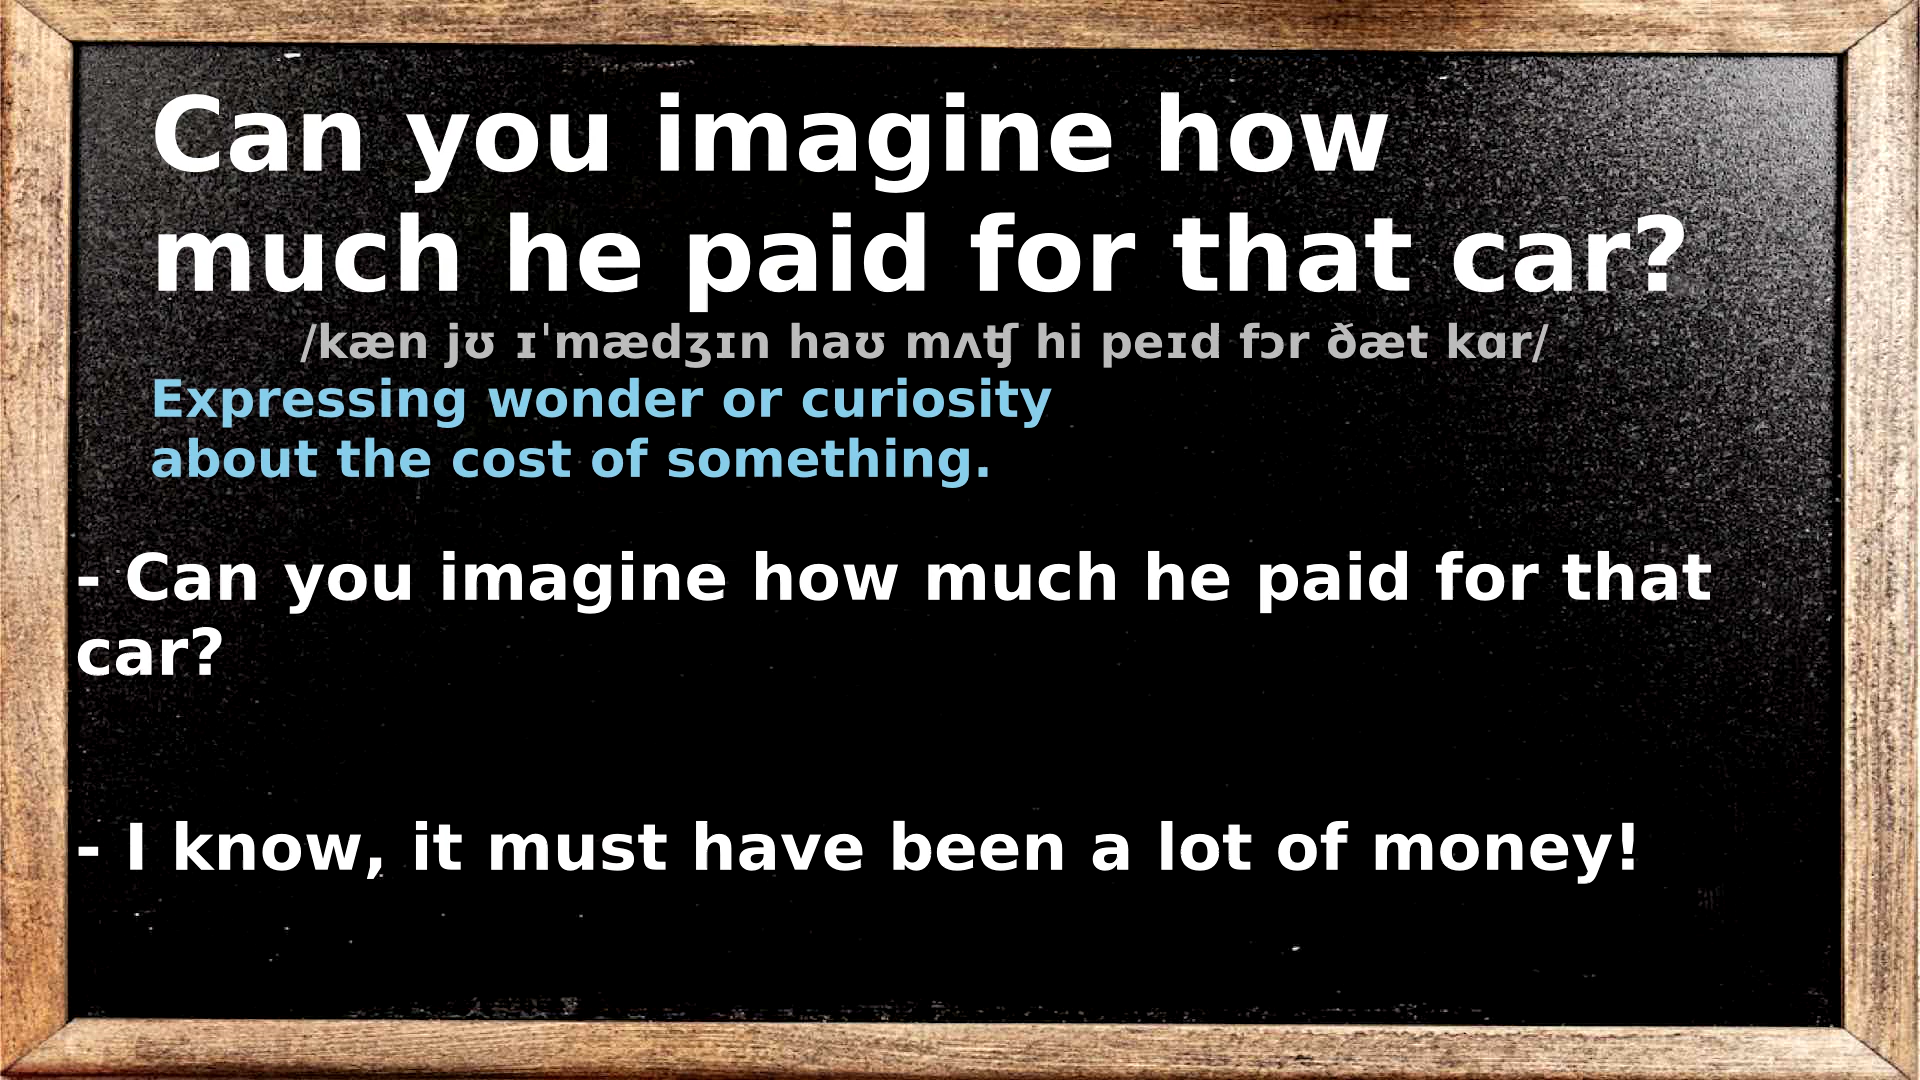 Can you imagine how
much he paid for that car?
/kæn jʊ ɪˈmædʒɪn haʊ mʌʧ hi peɪd fɔr ðæt kɑr/
Expressing wonder or curiosity
about the cost of something.
- Can you imagine how much he paid for that
car?
- I know, it must have been a lot of money!